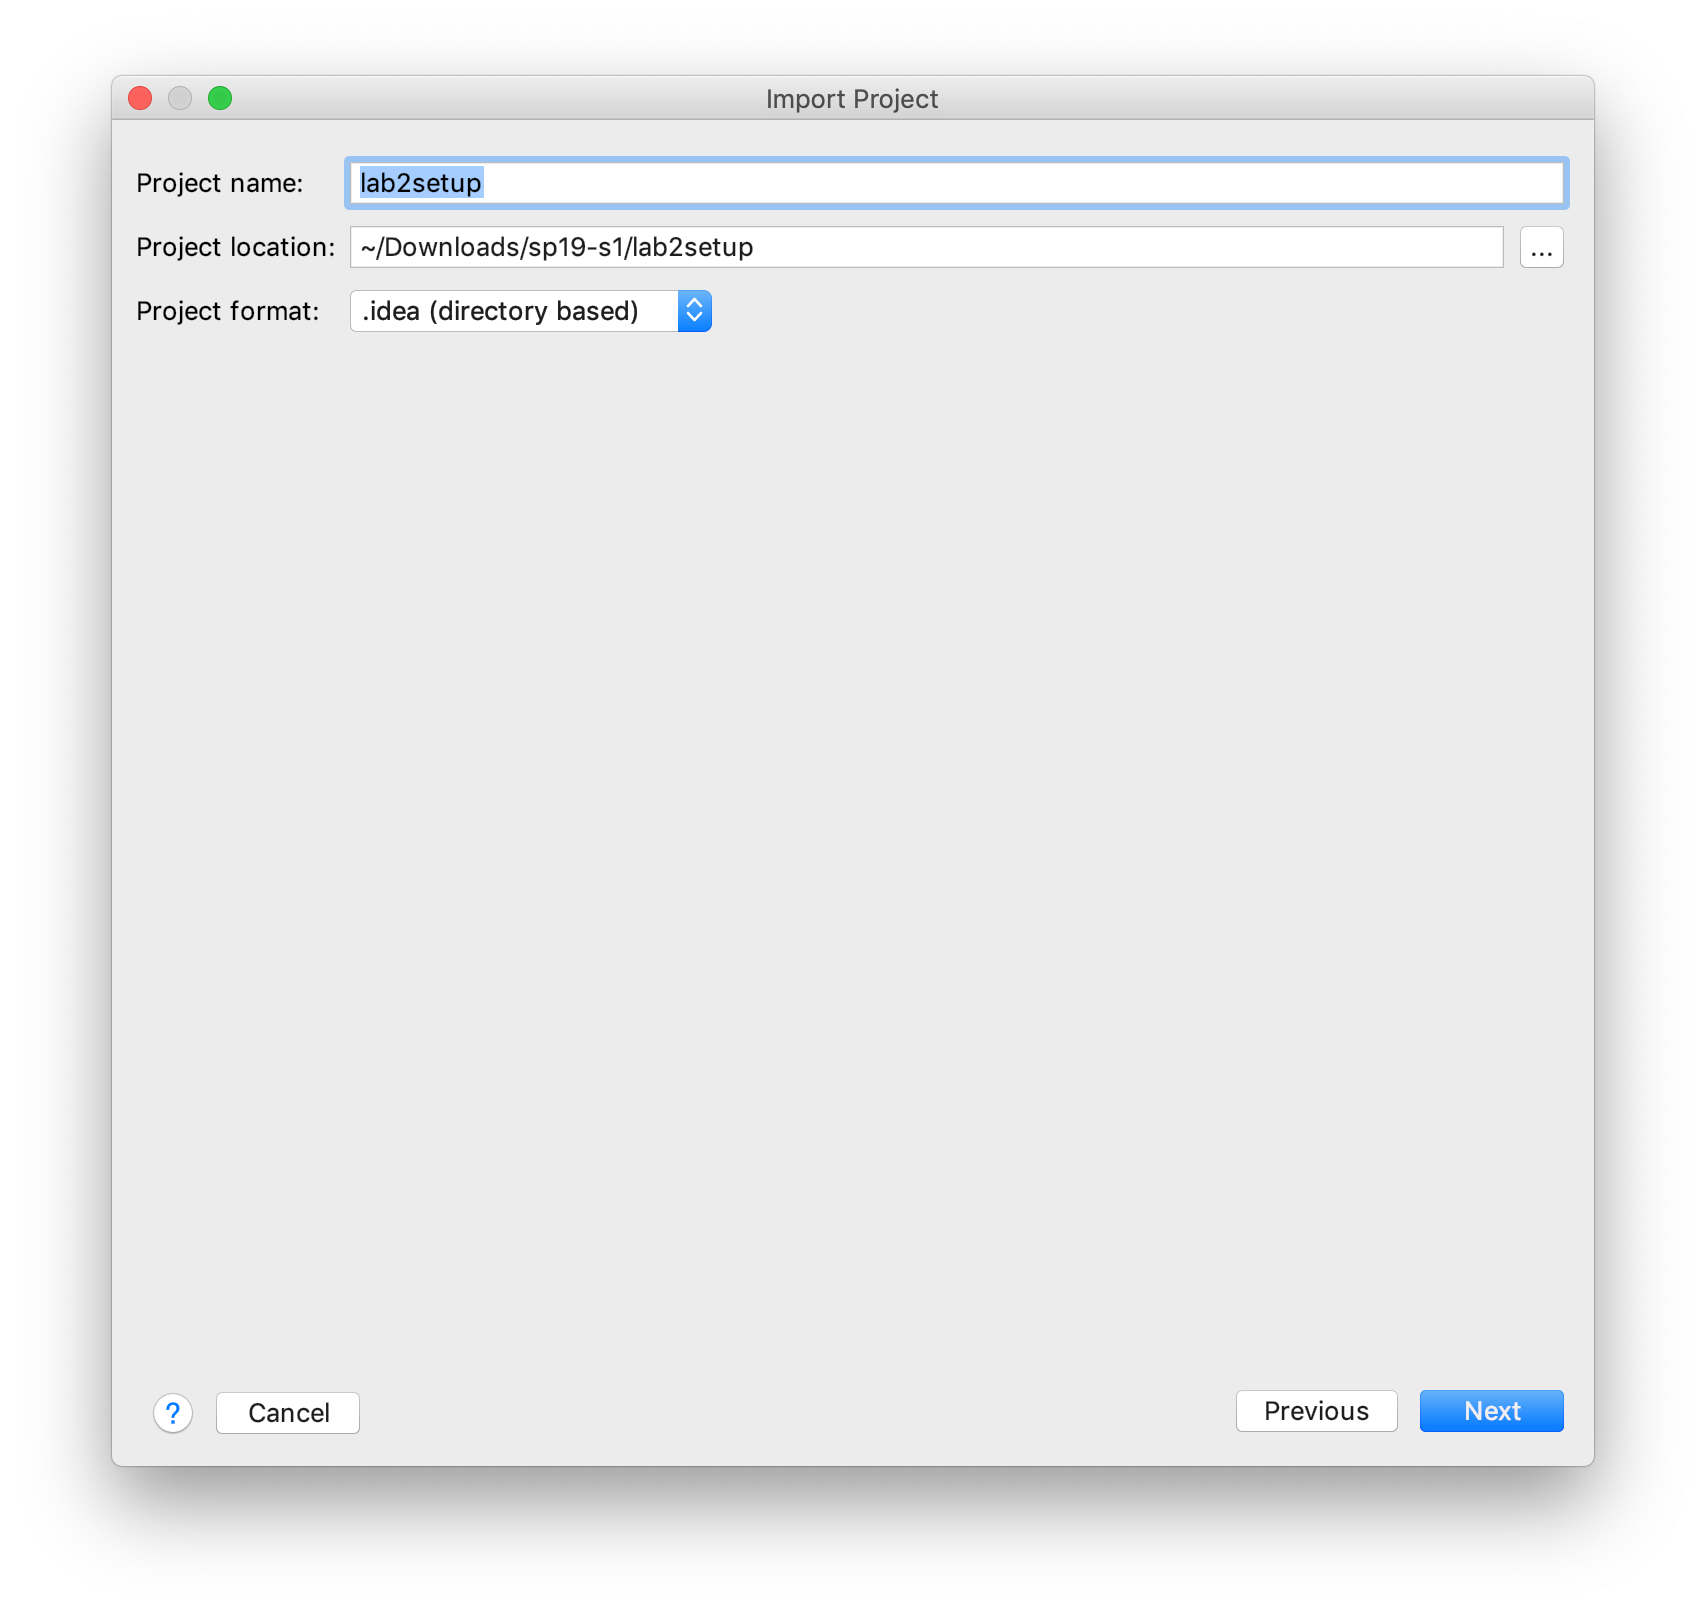 Import Project
Project name: lab2setup
Project location: ~/Downloads/sp19-s1/lab2setup ...
Project format: .idea (directory based)
? Cancel Previous Next